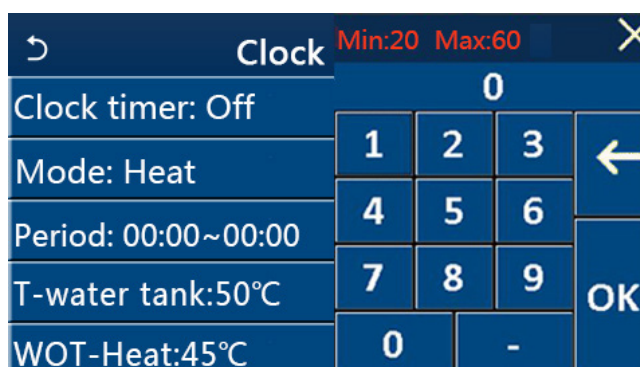 Clock
Clock timer: Off
Mode: Heat
Period: 00:00~00:00
T-water tank:50℃
WOT-Heat:45℃
Min:20 Max:60
0
1 2 3
4 5 6
7 8 9
OK
0 -